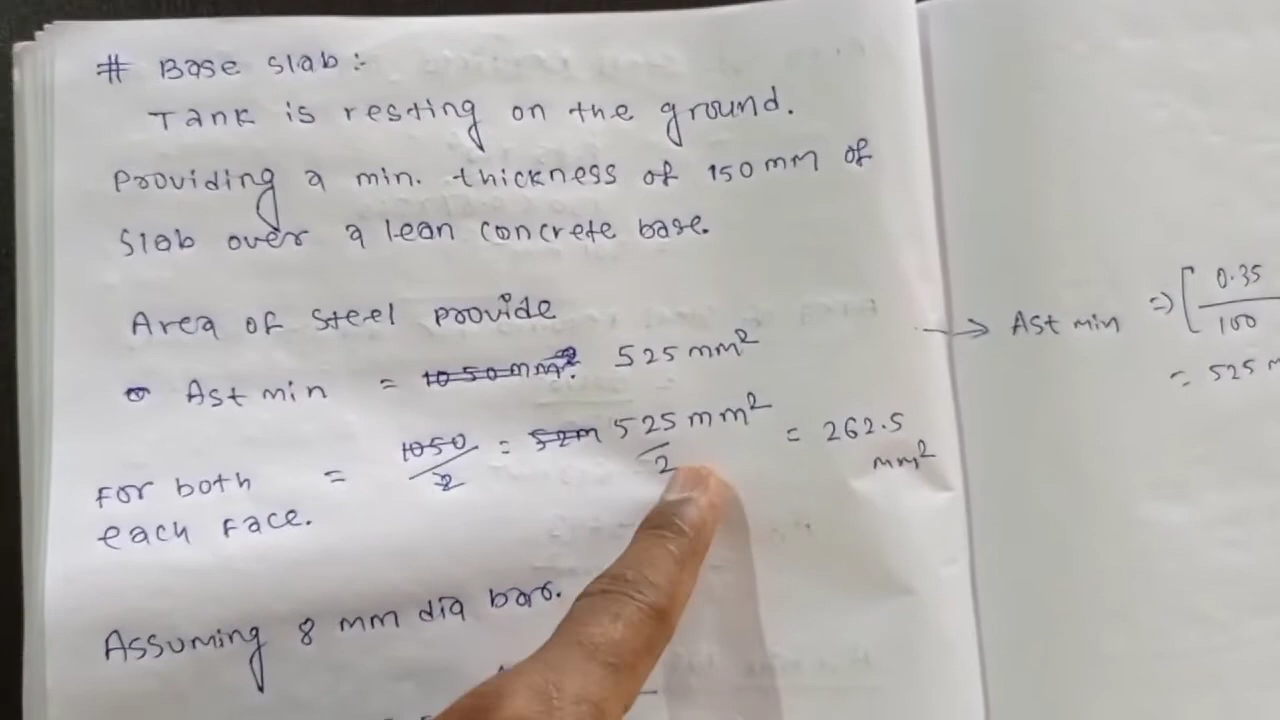 # Base slab :-
Tank is resting on the ground.
Providing a min. thickness of 150 mm of
slab over a lean concrete base.
Area of steel provide
Ast min = 1050 mm². 525 mm²
For both each Face. = 1050/2 = 525 mm²/2 = 262.5 mm²
Assuming 8 mm dia bar.
→ Ast min => [0.35/100
= 525 m